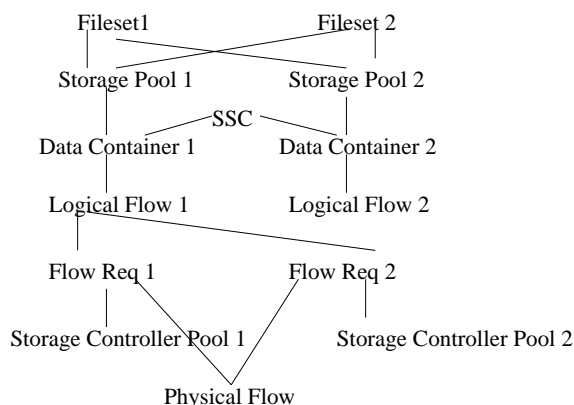 Fileset1 Fileset 2
Storage Pool 1 Storage Pool 2
SSC
Data Container 1 Data Container 2
Logical Flow 1 Logical Flow 2
Flow Req 1 Flow Req 2
Storage Controller Pool 1 Storage Controller Pool 2
Physical Flow